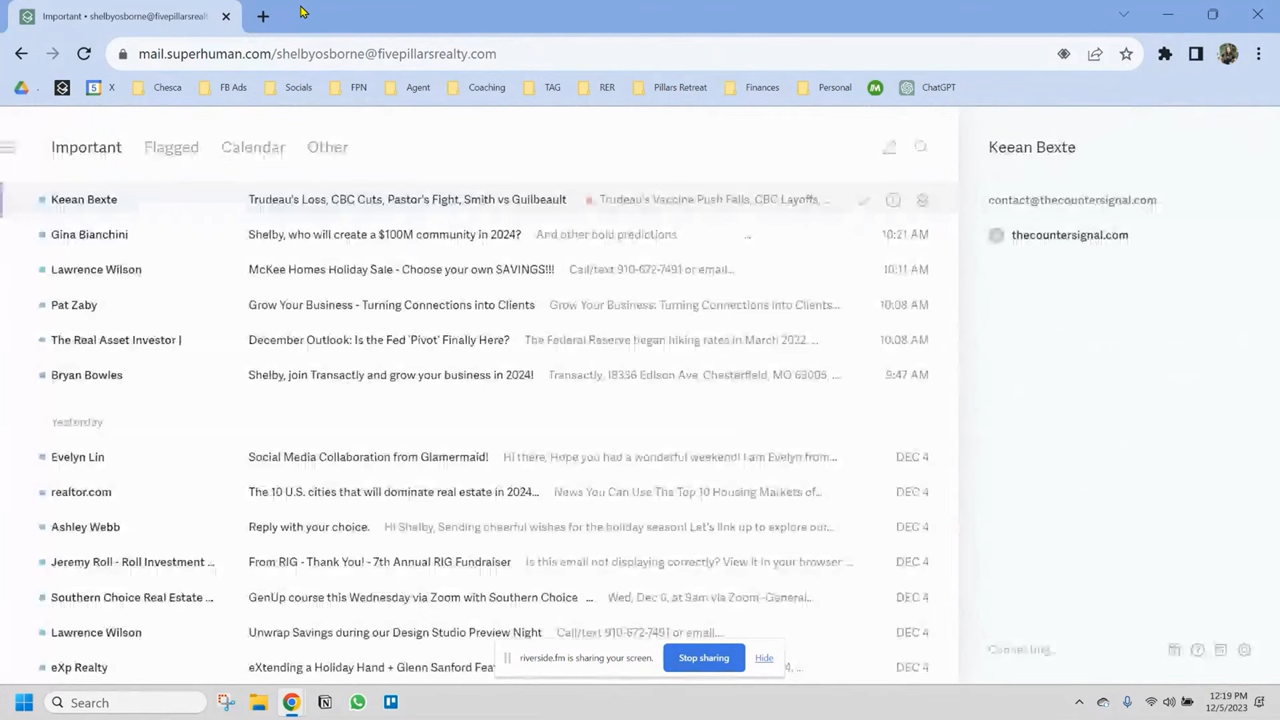 Important • shelbyosborne@fivepillarsrealt
mail.superhuman.com/shelbyosborne@fivepillarsrealty.com
5 X Chesca FB Ads Socials FPN Agent Coaching TAG RER Pillars Retreat Finances Personal ChatGPT
Important Flagged Calendar Other
Keean Bexte
Keean Bexte Trudeau's Loss, CBC Cuts, Pastor's Fight, Smith vs Guilbeault Trudeau's Vaccine Push Fails, CBC Layoffs, ...
contact@thecountersignal.com
Gina Bianchini Shelby, who will create a $100M community in 2024? And other bold predictions ... 10:21 AM
thecountersignal.com
Lawrence Wilson McKee Homes Holiday Sale - Choose your own SAVINGS!!! Call/text 910-672-7491 or email... 10:11 AM
Pat Zaby Grow Your Business - Turning Connections into Clients Grow Your Business: Turning Connections into Clients... 10:08 AM
The Real Asset Investor | December Outlook: Is the Fed 'Pivot' Finally Here? The Federal Reserve began hiking rates in March 2022. ... 10:08 AM
Bryan Bowles Shelby, join Transactly and grow your business in 2024! Transactly, 18336 Edison Ave Chesterfield, MO 63005, ... 9:47 AM
Yesterday
Evelyn Lin Social Media Collaboration from Glamermaid! Hi there, Hope you had a wonderful weekend! I am Evelyn from... DEC 4
realtor.com The 10 U.S. cities that will dominate real estate in 2024... News You Can Use The Top 10 Housing Markets of... DEC 4
Ashley Webb Reply with your choice. Hi Shelby, Sending cheerful wishes for the holiday season! Let's link up to explore our... DEC 4
Jeremy Roll - Roll Investment ... From RIG - Thank You! - 7th Annual RIG Fundraiser Is this email not displaying correctly? View it in your browser ... DEC 4
Southern Choice Real Estate ... GenUp course this Wednesday via Zoom with Southern Choice ... Wed, Dec 6, at 9am via Zoom -General... DEC 4
Lawrence Wilson Unwrap Savings during our Design Studio Preview Night Call/text 910-672-7491 or email... DEC 4
eXp Realty eXtending a Holiday Hand + Glenn Sanford Fea DEC 4
riverside.fm is sharing your screen. Stop sharing Hide
Search
12:19 PM
12/5/2023